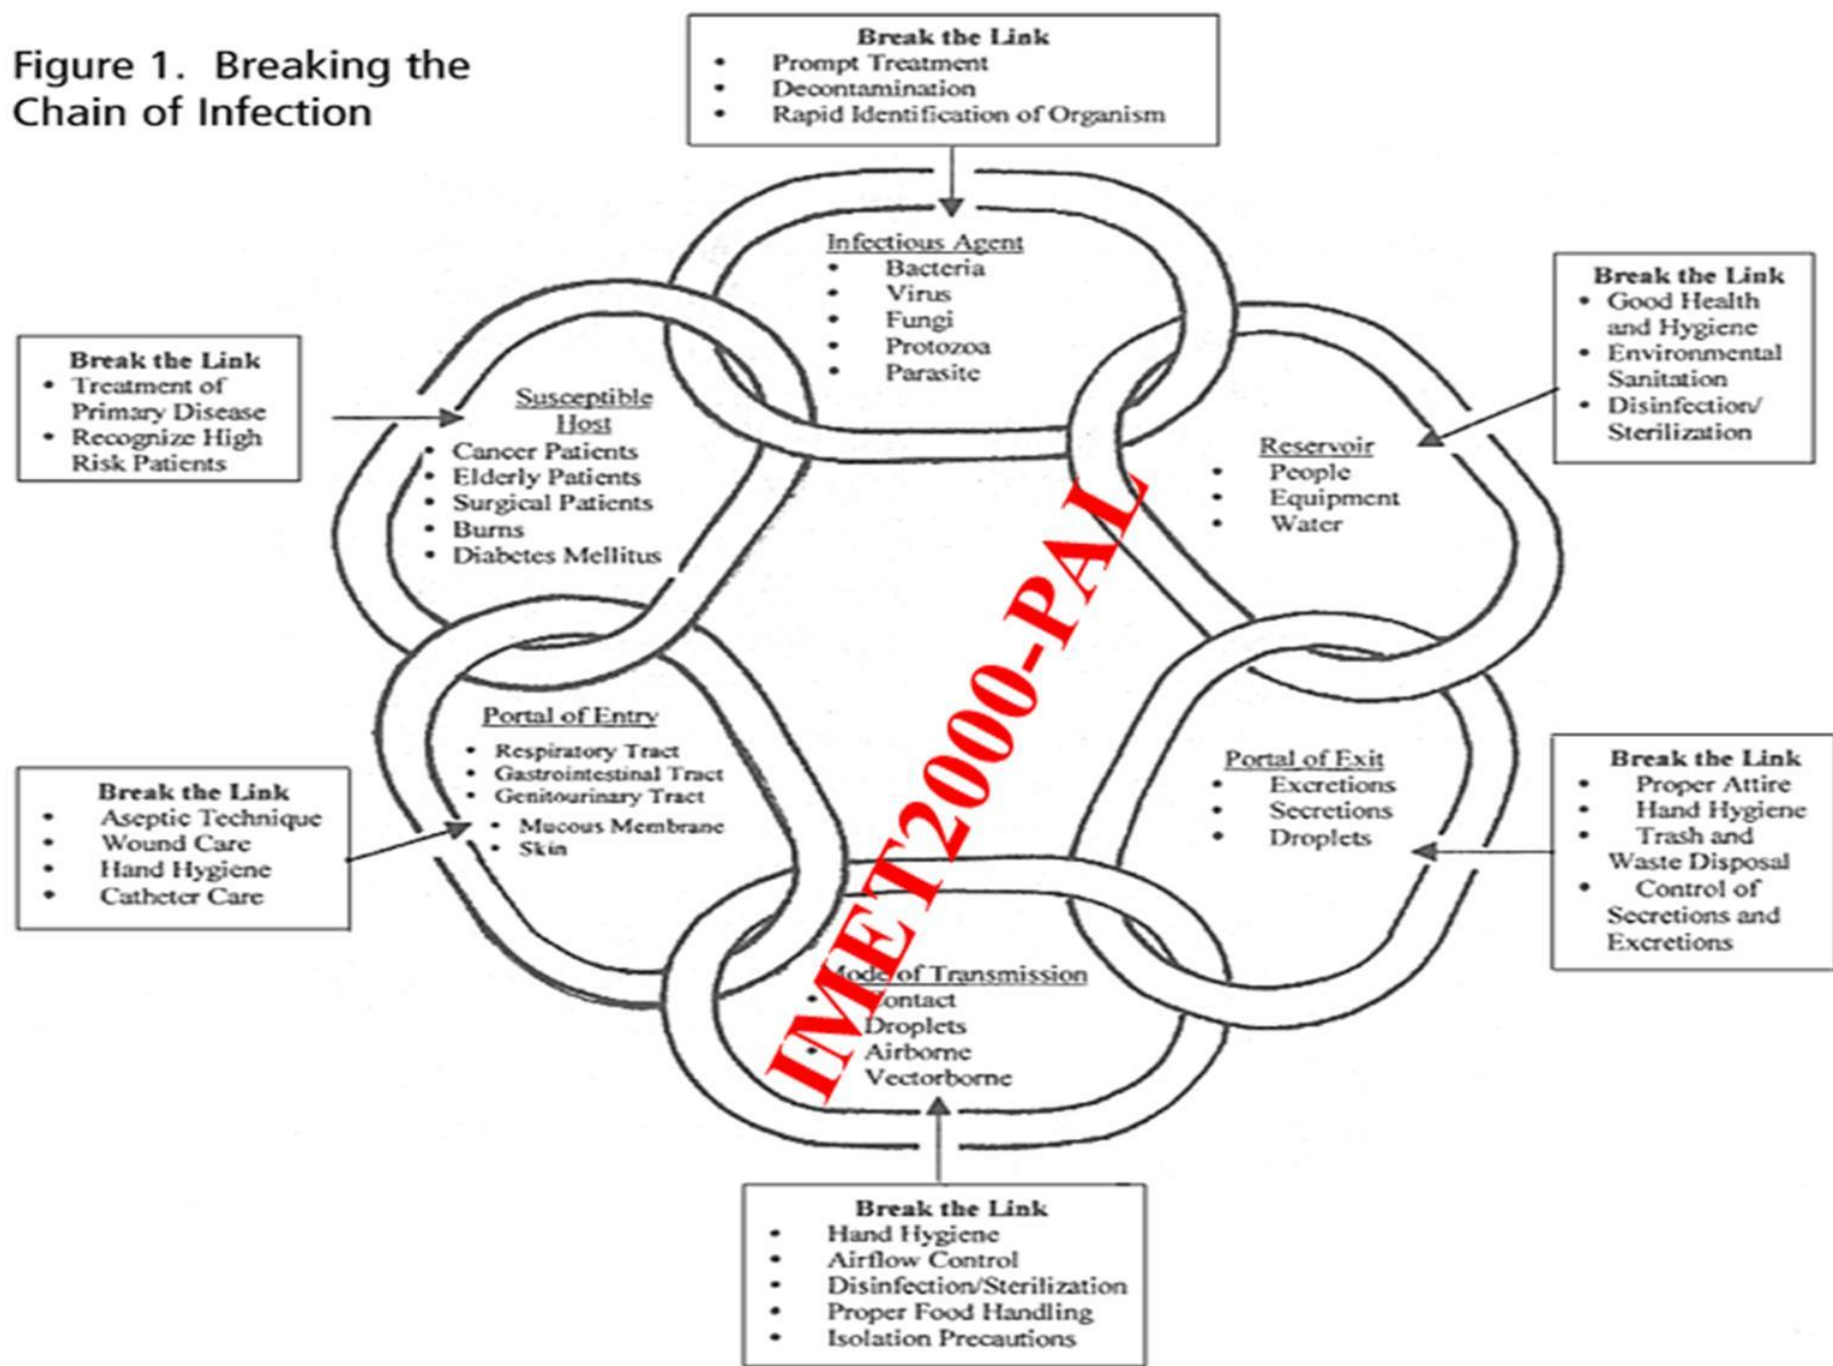 Figure 1. Breaking the
Chain of Infection
Break the Link
• Prompt Treatment
• Decontamination
• Rapid Identification of Organism
Infectious Agent
• Bacteria
• Virus
• Fungi
• Protozoa
• Parasite
Break the Link
• Good Health
and Hygiene
• Environmental
Sanitation
• Disinfection/
Sterilization
Reservoir
• People
• Equipment
• Water
Break the Link
• Treatment of
Primary Disease
• Recognize High
Risk Patients
Susceptible
Host
• Cancer Patients
• Elderly Patients
• Surgical Patients
• Burns
• Diabetes Mellitus
Portal of Entry
• Respiratory Tract
• Gastrointestinal Tract
• Genitourinary Tract
• Mucous Membrane
• Skin
Break the Link
• Aseptic Technique
• Wound Care
• Hand Hygiene
• Catheter Care
Portal of Exit
• Excretions
• Secretions
• Droplets
Break the Link
• Proper Attire
• Hand Hygiene
• Trash and
Waste Disposal
• Control of
Secretions and
Excretions
IMET2000-PAL
Mode of Transmission
• Contact
Droplets
• Airborne
Vectorborne
Break the Link
• Hand Hygiene
• Airflow Control
• Disinfection/Sterilization
• Proper Food Handling
• Isolation Precautions